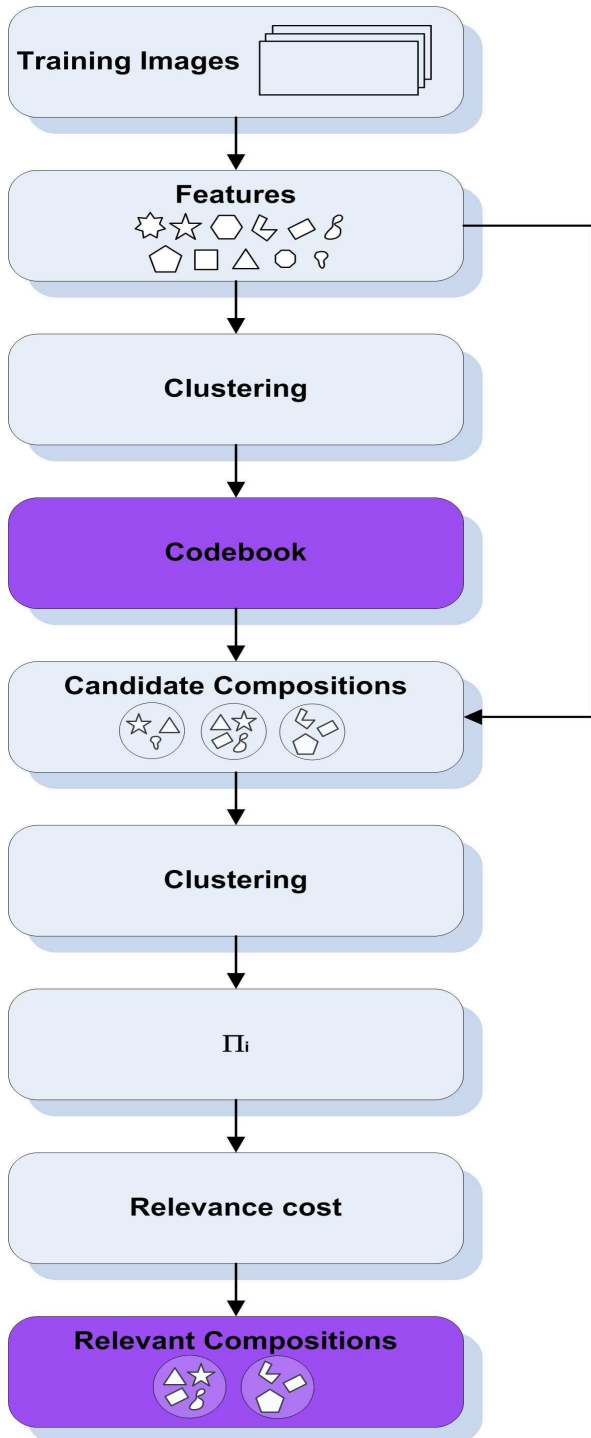 Training Images
Features
Clustering
Codebook
Candidate Compositions
Clustering
Πi
Relevance cost
Relevant Compositions